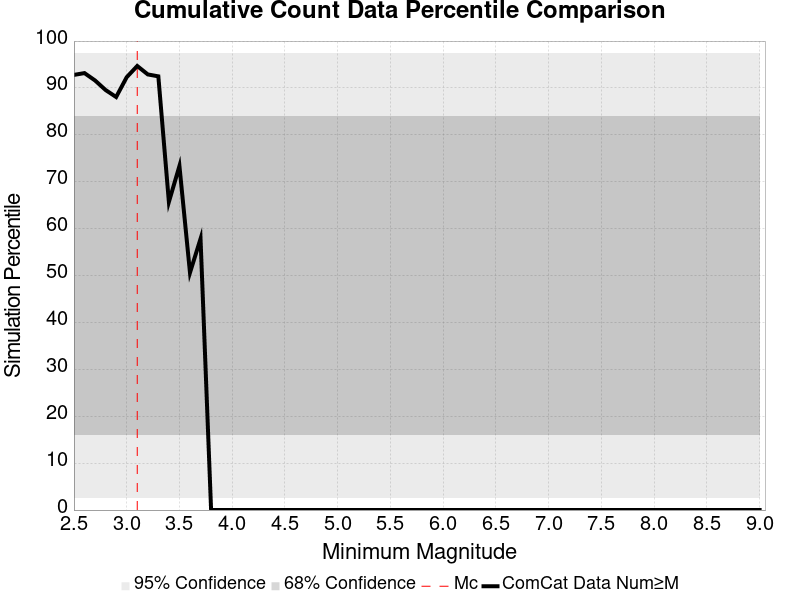 Cumulative Count Data Percentile Comparison
100
90
80
70
60
50
40
30
20
10
0
Simulation Percentile
2.5 3.0 3.5 4.0 4.5 5.0 5.5 6.0 6.5 7.0 7.5 8.0 8.5 9.0
Minimum Magnitude
95% Confidence 68% Confidence Mc ComCat Data Num≥M